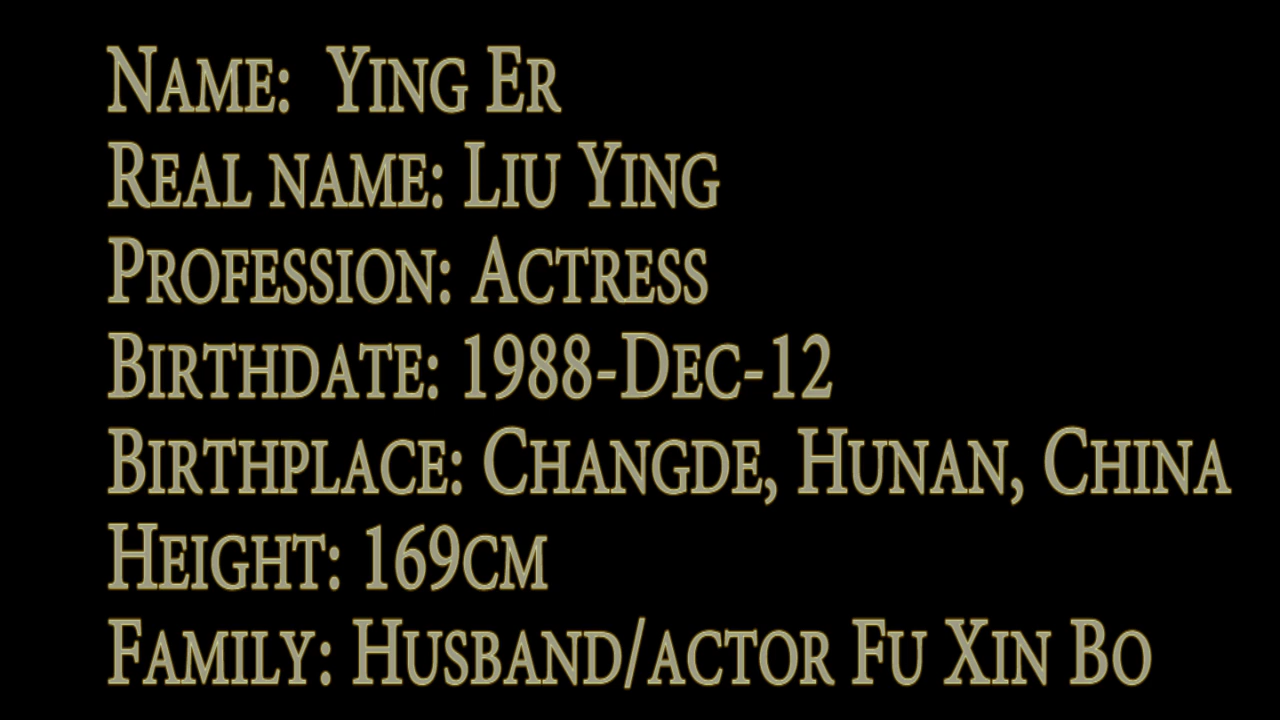 Name: Ying Er
Real name: Liu Ying
Profession: Actress
Birthdate: 1988-Dec-12
Birthplace: Changde, Hunan, China
Height: 169cm
Family: Husband/actor Fu Xin Bo